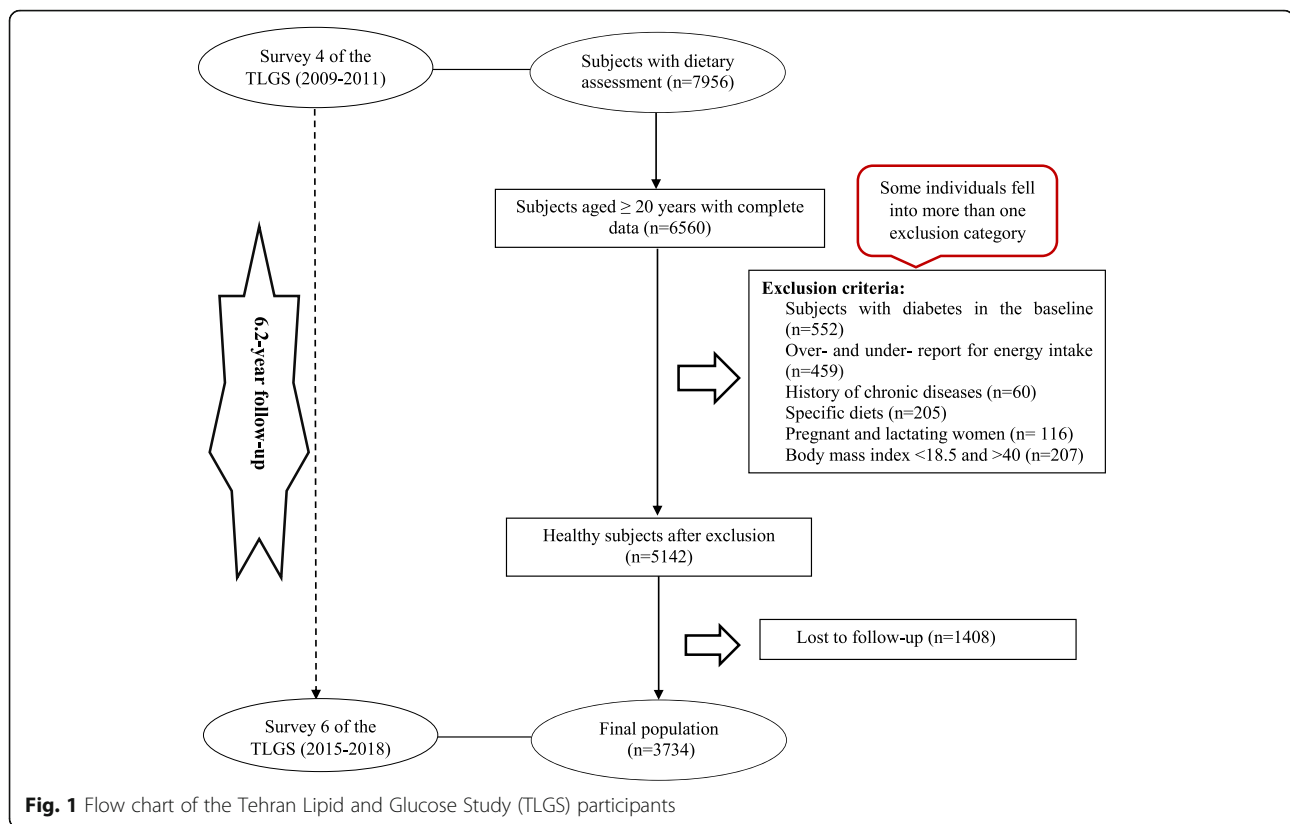 Survey 4 of the
TLGS (2009-2011)
Subjects with dietary
assessment (n=7956)
Subjects aged ≥ 20 years with complete
data (n=6560)
Some individuals fell
into more than one
exclusion category
Exclusion criteria:
Subjects with diabetes in the baseline
(n=552)
Over- and under- report for energy intake
(n=459)
History of chronic diseases (n=60)
Specific diets (n=205)
Pregnant and lactating women (n= 116)
Body mass index <18.5 and >40 (n=207)
6.2-year follow-up
Healthy subjects after exclusion
(n=5142)
Lost to follow-up (n=1408)
Survey 6 of the
TLGS (2015-2018)
Final population
(n=3734)
Fig. 1 Flow chart of the Tehran Lipid and Glucose Study (TLGS) participants